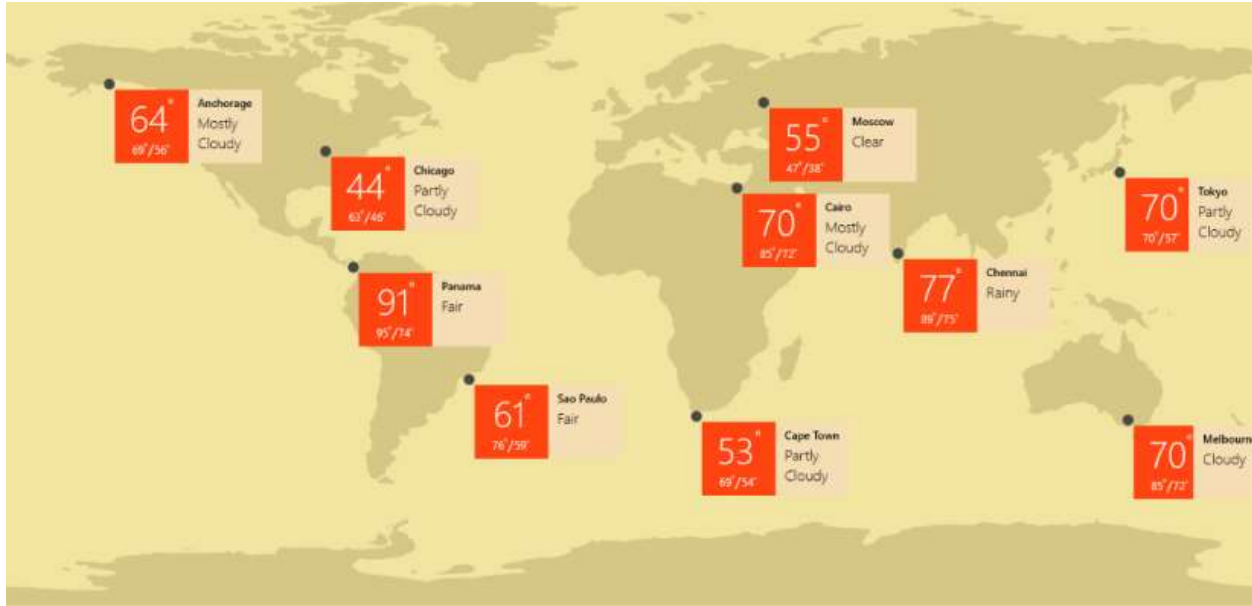 64°
69°/56°
Anchorage
Mostly
Cloudy
44°
63°/46°
Chicago
Partly
Cloudy
91°
95°/74°
Panama
Fair
61°
76°/59°
Sao Paulo
Fair
55°
47°/38°
Moscow
Clear
70°
85°/72°
Cairo
Mostly
Cloudy
77°
89°/75°
Chennai
Rainy
53°
69°/54°
Cape Town
Partly
Cloudy
70°
70°/57°
Tokyo
Partly
Cloudy
70°
85°/72°
Melbourn
Cloudy